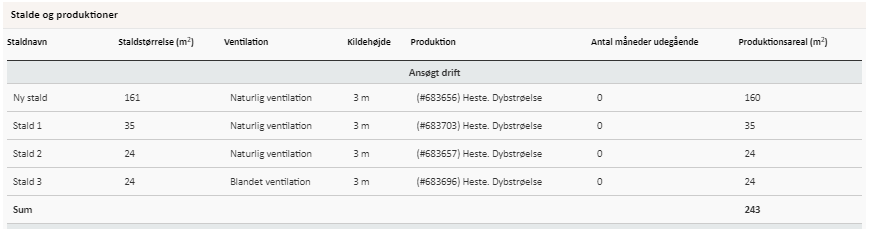 Stalde og produktioner
Staldnavn Staldstørrelse (m²) Ventilation Kildehøjde Produktion Antal måneder udegående Produktionsareal (m²)
Ansøgt drift
Ny stald 161 Naturlig ventilation 3 m (#683656) Heste. Dybstrøelse 0 160
Stald 1 35 Naturlig ventilation 3 m (#683703) Heste. Dybstrøelse 0 35
Stald 2 24 Naturlig ventilation 3 m (#683657) Heste. Dybstrøelse 0 24
Stald 3 24 Blandet ventilation 3 m (#683696) Heste. Dybstrøelse 0 24
Sum 243